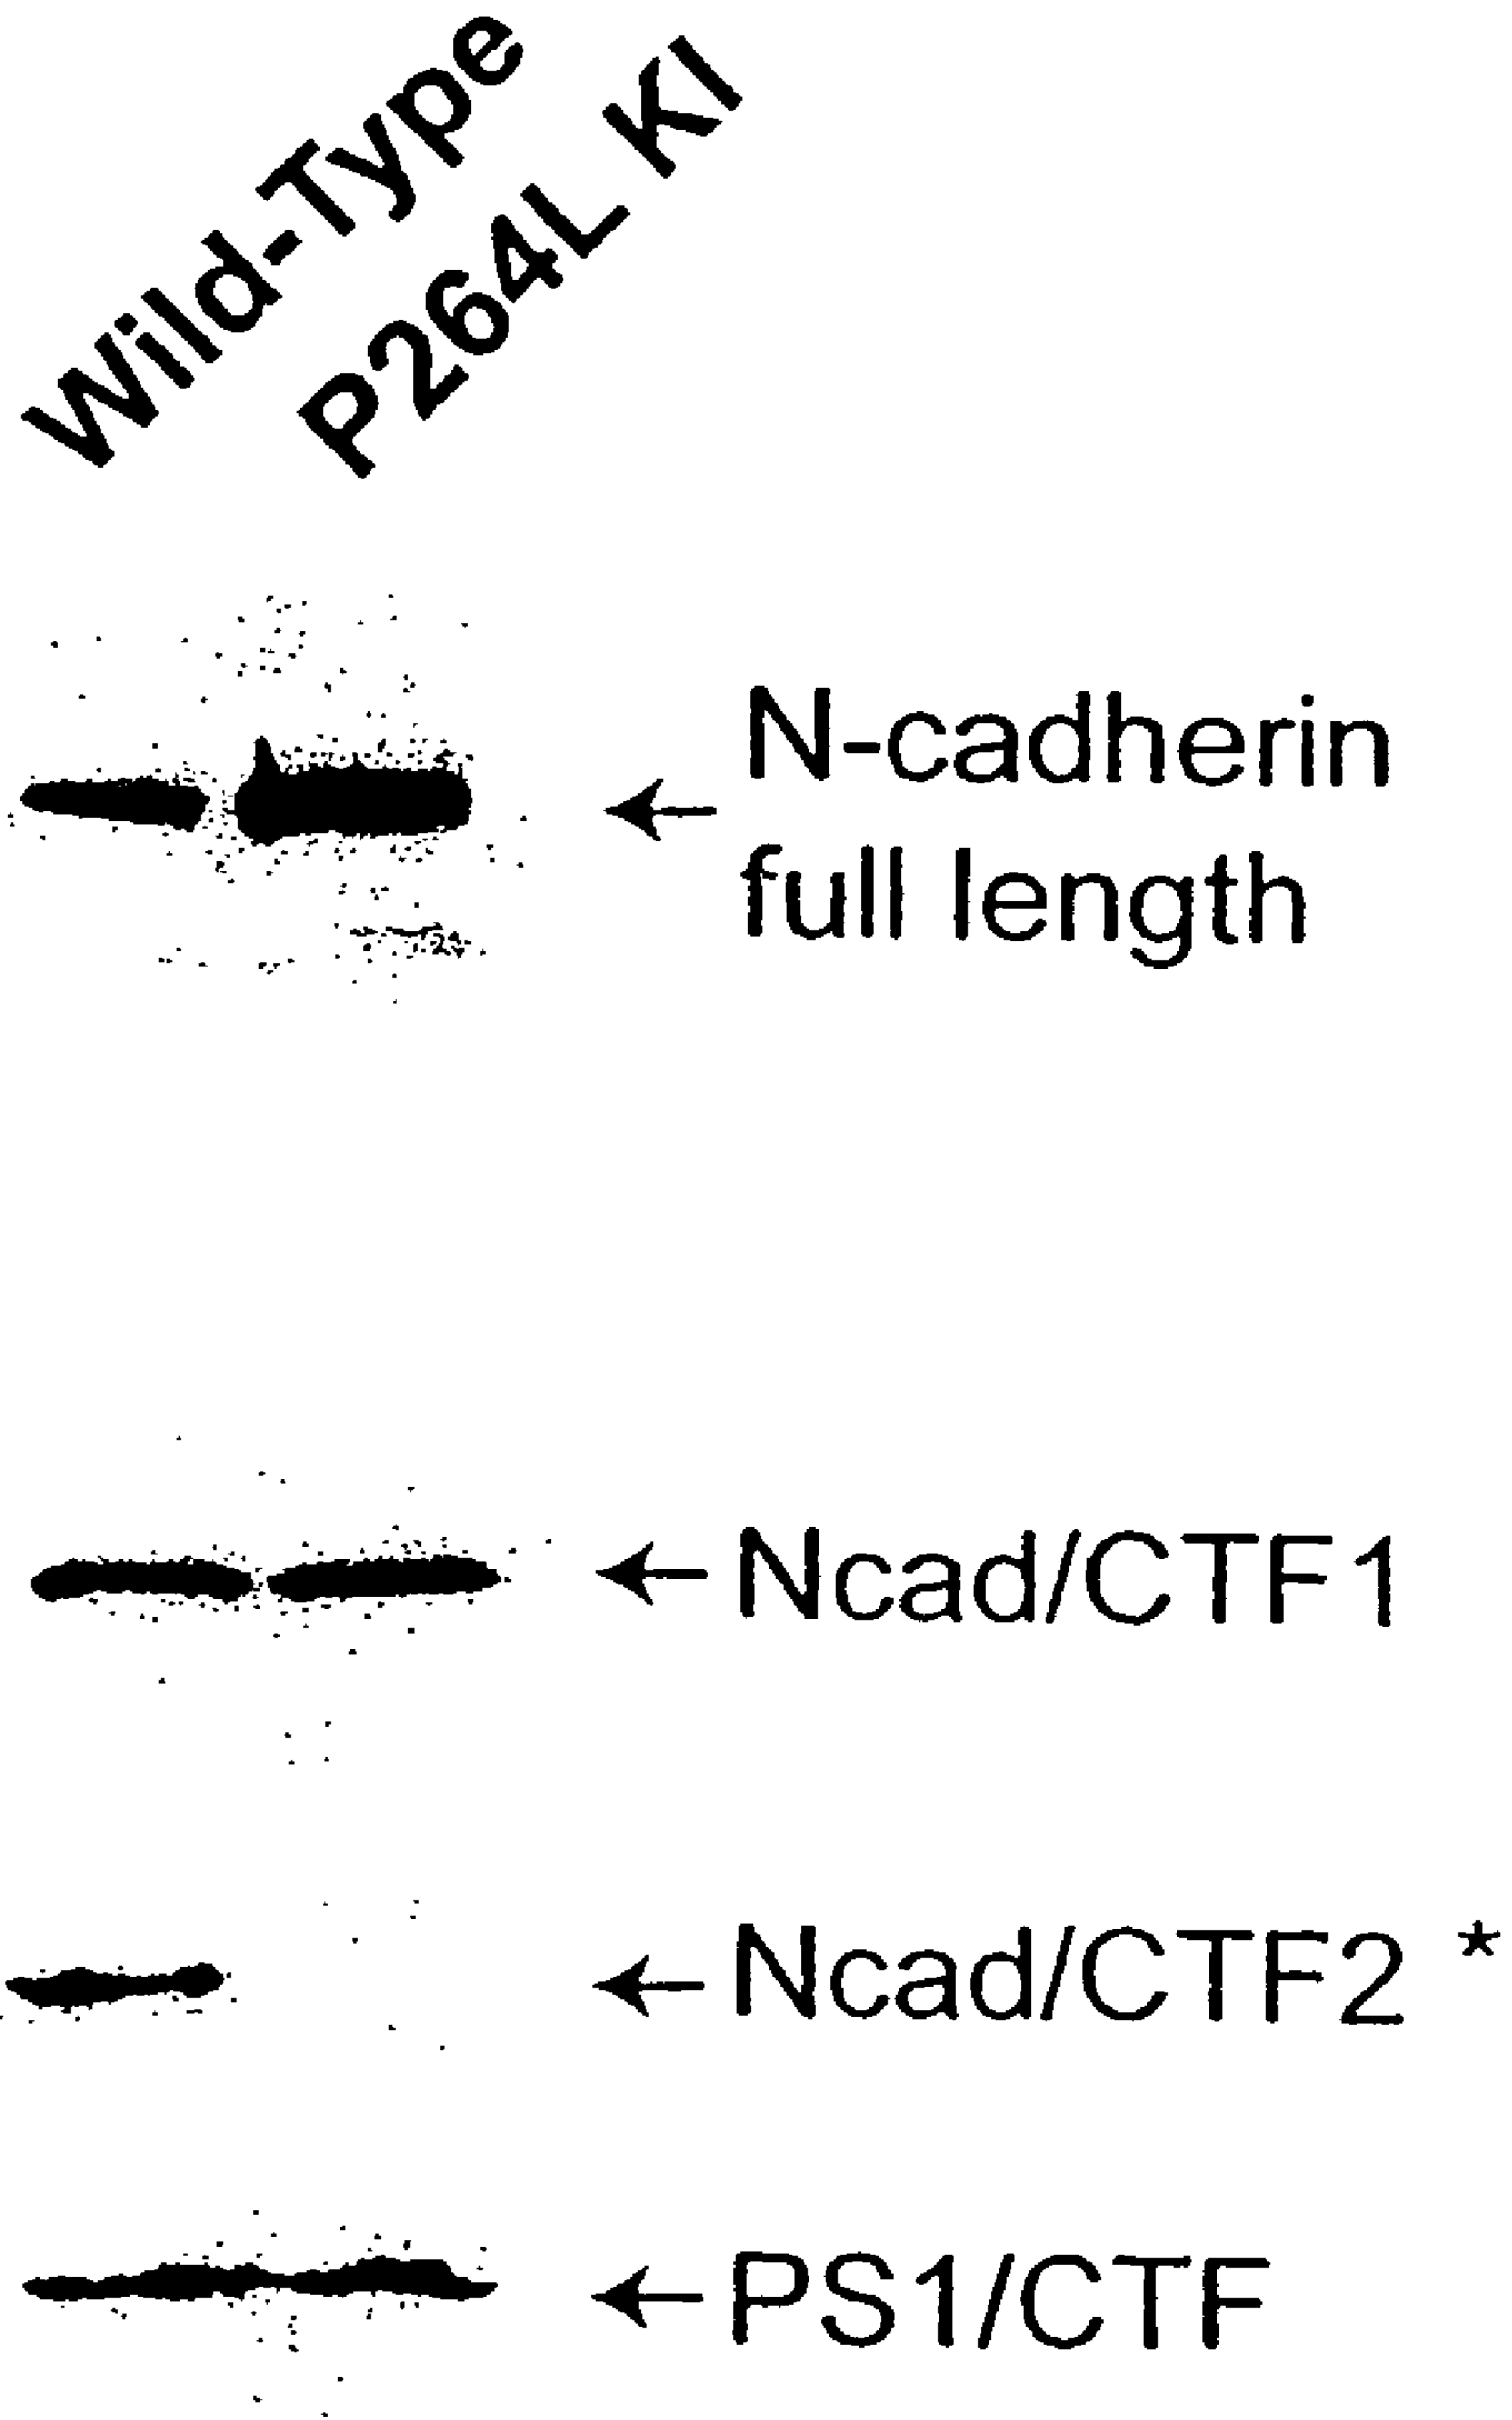 Wild-Type
P264L KI
N-cadherin
full length
Ncad/CTF1
Ncad/CTF2 *
PS1/CTF